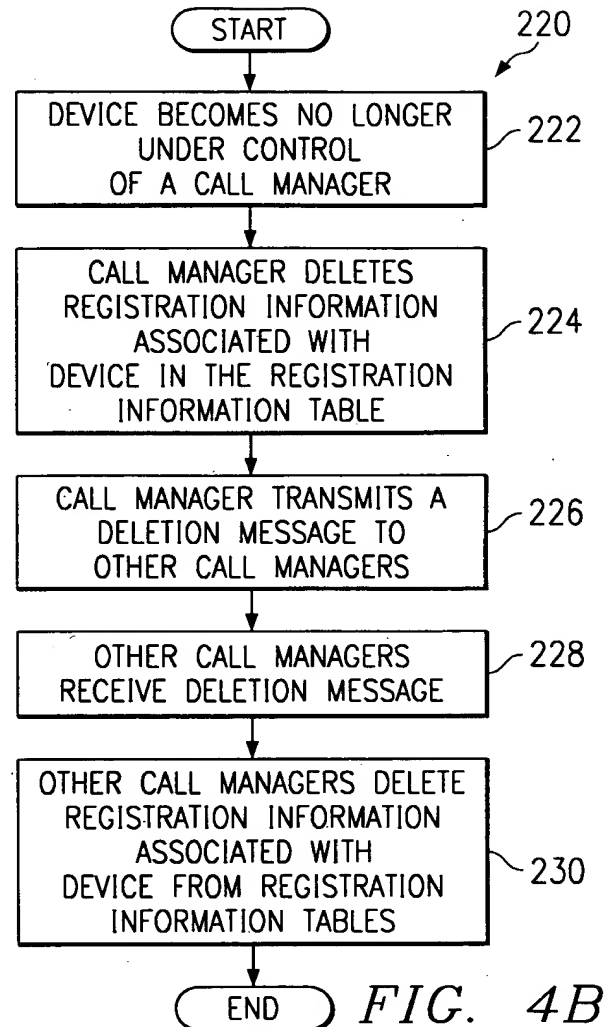 START
220
DEVICE BECOMES NO LONGER
UNDER CONTROL
OF A CALL MANAGER
222
CALL MANAGER DELETES
REGISTRATION INFORMATION
ASSOCIATED WITH
DEVICE IN THE REGISTRATION
INFORMATION TABLE
224
CALL MANAGER TRANSMITS A
DELETION MESSAGE TO
OTHER CALL MANAGERS
226
OTHER CALL MANAGERS
RECEIVE DELETION MESSAGE
228
OTHER CALL MANAGERS DELETE
REGISTRATION INFORMATION
ASSOCIATED WITH
DEVICE FROM REGISTRATION
INFORMATION TABLES
230
END
FIG. 4B